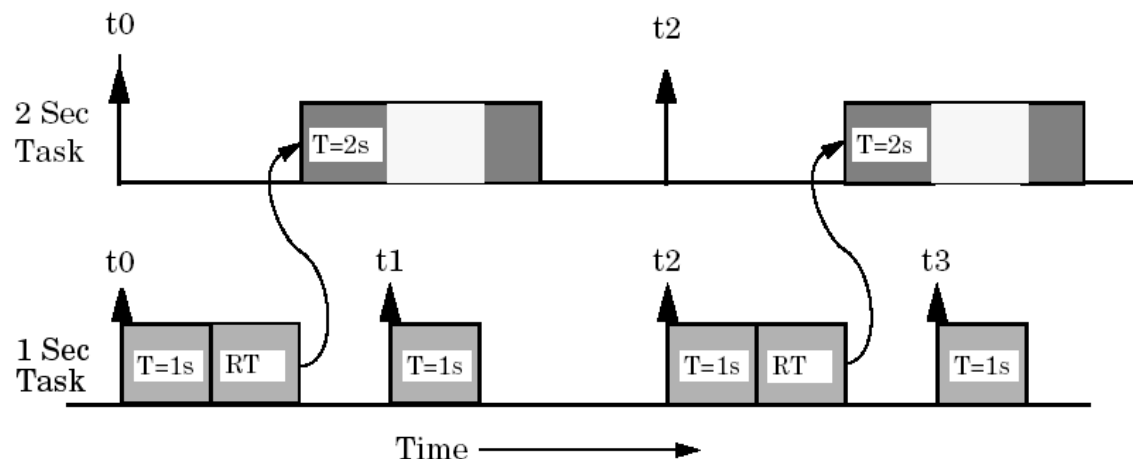 t0
t2
2 Sec
Task
T=2s
T=2s
t0
t1
t2
t3
1 Sec
Task
T=1s
RT
T=1s
T=1s
RT
T=1s
Time